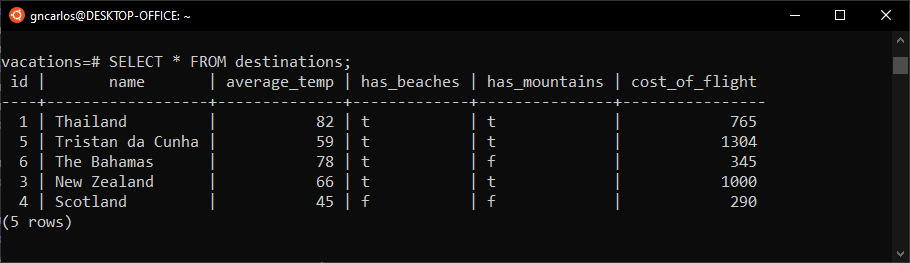 gncarlos@DESKTOP-OFFICE: ~
vacations=# SELECT * FROM destinations;
 id |       name       | average_temp | has_beaches | has_mountains | cost_of_flight
----+------------------+--------------+-------------+---------------+----------------
  1 | Thailand         |           82 | t           | t             |            765
  5 | Tristan da Cunha |           59 | t           | t             |           1304
  6 | The Bahamas      |           78 | t           | f             |            345
  3 | New Zealand      |           66 | t           | t             |           1000
  4 | Scotland         |           45 | f           | f             |            290
(5 rows)